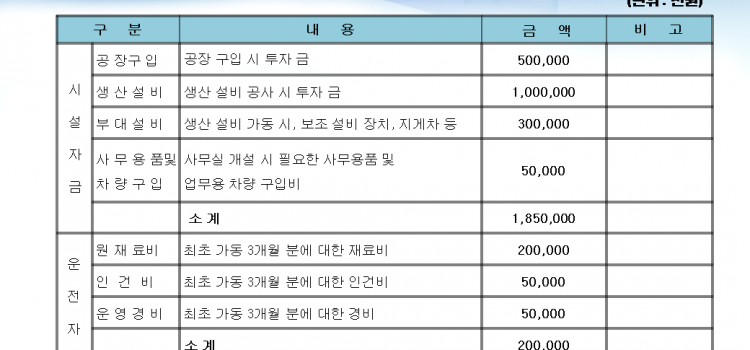 (단위 : 천원)
구 분 내 용 금 액 비 고
시 설 자 금
공 장구 입 공장 구입 시 투자 금 500,000
생 산 설 비 생산 설비 공사 시 투자 금 1,000,000
부 대 설 비 생산 설비 가동 시, 보조 설비 장치, 지게차 등 300,000
사 무 용 품및 사무실 개설 시 필요한 사무용품 및 50,000
차 량 구 입 업무용 차량 구입비
소 계 1,850,000
운 전 자
원 재 료비 최초 가동 3개월 분에 대한 재료비 200,000
인 건 비 최초 가동 3개월 분에 대한 인건비 50,000
운 영 경 비 최초 가동 3개월 분에 대한 경비 50,000
소 계 200,000